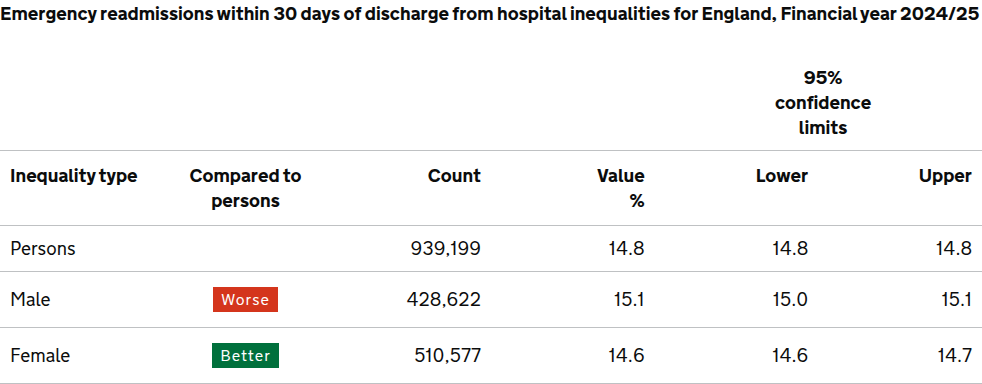 Emergency readmissions within 30 days of discharge from hospital inequalities for England, Financial year 2024/25
95%
confidence
limits
Inequality type Compared to Count Value Lower Upper
persons %
Persons 939,199 14.8 14.8 14.8
Male Worse 428,622 15.1 15.0 15.1
Female Better 510,577 14.6 14.6 14.7